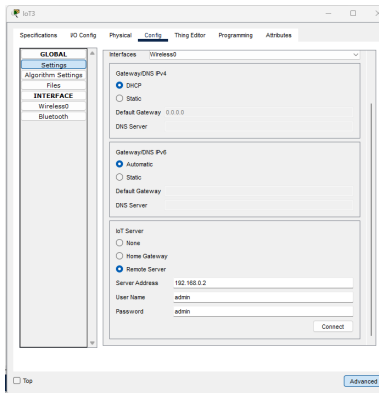 IoT3
Specifications I/O Config Physical Config Thing Editor Programming Attributes
GLOBAL
Settings
Algorithm Settings
Files
INTERFACE
Wireless0
Bluetooth
Interfaces Wireless0
Gateway/DNS IPv4
DHCP
Static
Default Gateway 0.0.0.0
DNS Server
Gateway/DNS IPv6
Automatic
Static
Default Gateway
DNS Server
IoT Server
None
Home Gateway
Remote Server
Server Address 192.168.0.2
User Name admin
Password admin
Connect
Top Advanced